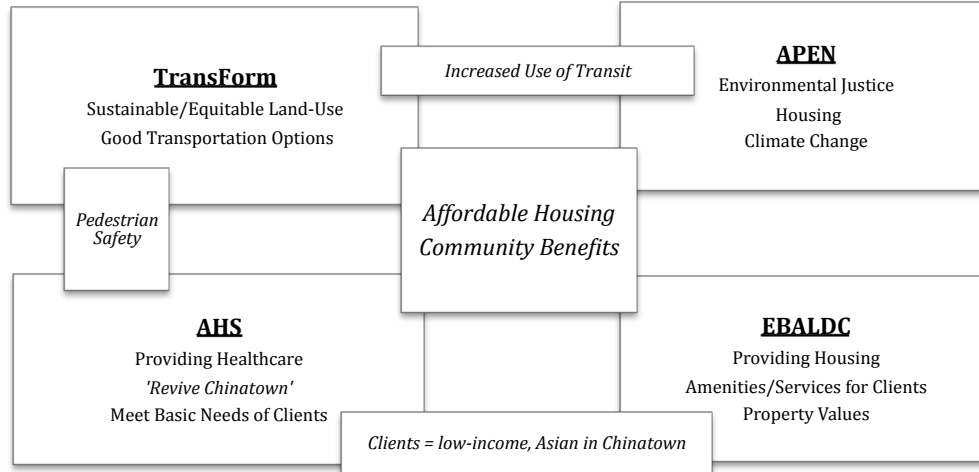 TransForm
Sustainable/Equitable Land-Use
Good Transportation Options
Increased Use of Transit
APEN
Environmental Justice
Housing
Climate Change
Pedestrian
Safety
Affordable Housing
Community Benefits
AHS
Providing Healthcare
'Revive Chinatown'
Meet Basic Needs of Clients
EBALDC
Providing Housing
Amenities/Services for Clients
Property Values
Clients = low-income, Asian in Chinatown